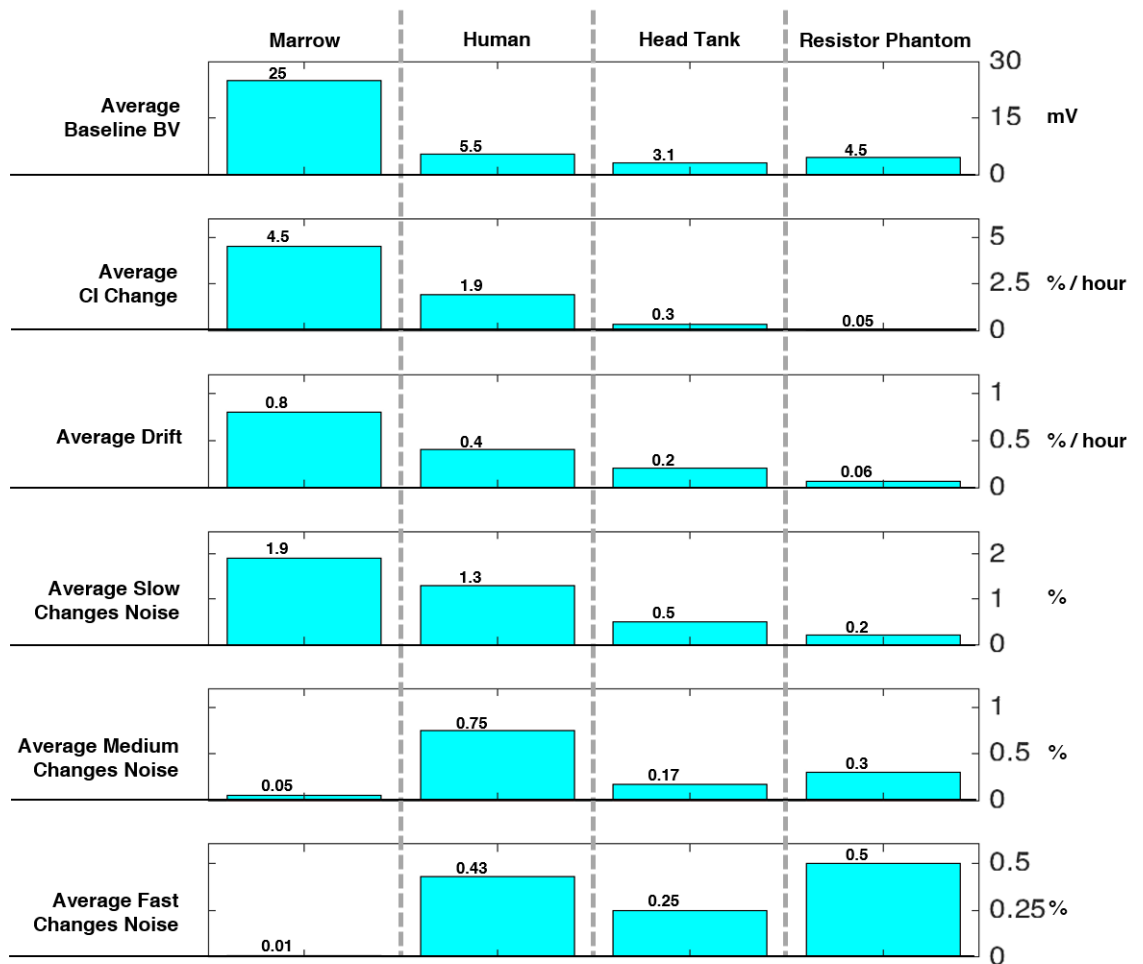 Marrow Human Head Tank Resistor Phantom
25 5.5 3.1 4.5
Average
Baseline BV
30
15
0
mV
4.5 1.9 0.3 0.05
Average
CI Change
5
2.5
0
% / hour
0.8 0.4 0.2 0.06
Average Drift
1
0.5
0
% / hour
1.9 1.3 0.5 0.2
Average Slow
Changes Noise
2
1
0
%
0.05 0.75 0.17 0.3
Average Medium
Changes Noise
1
0.5
0
%
0.01 0.43 0.25 0.5
Average Fast
Changes Noise
0.5
0.25
0
%